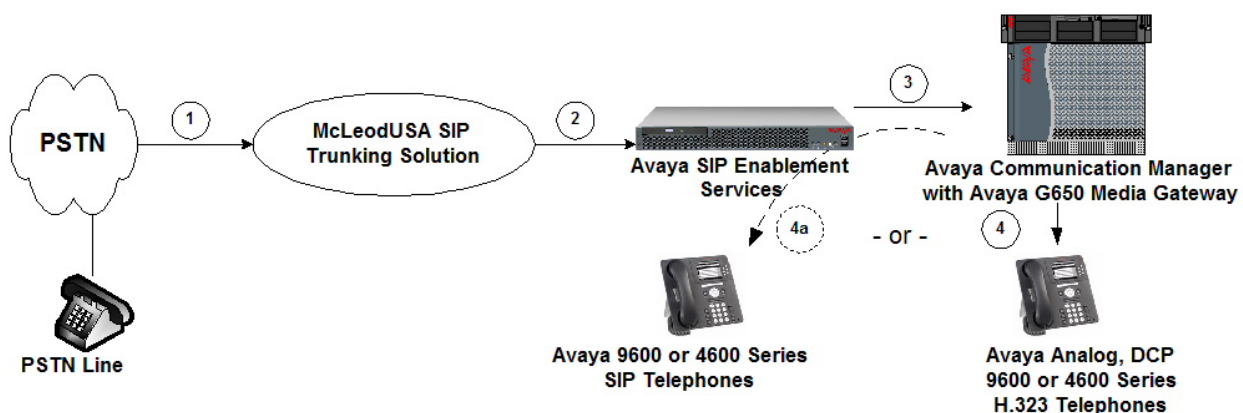 PSTN
1
McLeodUSA SIP
Trunking Solution
2
3
AVAYA
AVAYA
Avaya SIP Enablement
Services
Avaya Communication Manager
with Avaya G650 Media Gateway
4a
- or -
4
PSTN Line
Avaya 9600 or 4600 Series
SIP Telephones
Avaya Analog, DCP
9600 or 4600 Series
H.323 Telephones